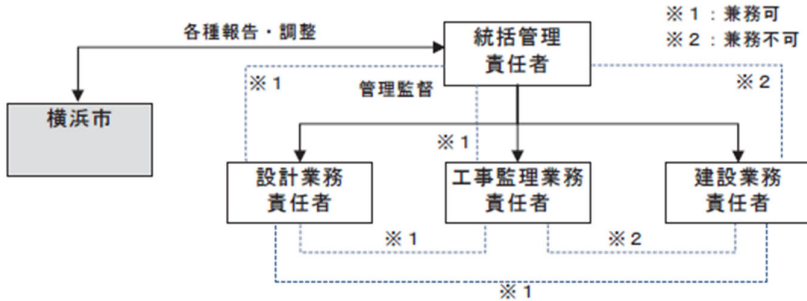 ※１：兼務可
※２：兼務不可
各種報告・調整
統括管理
責任者
※１
管理監督
※２
横浜市
※１
設計業務
責任者
工事監理業務
責任者
建設業務
責任者
※１
※２
※１